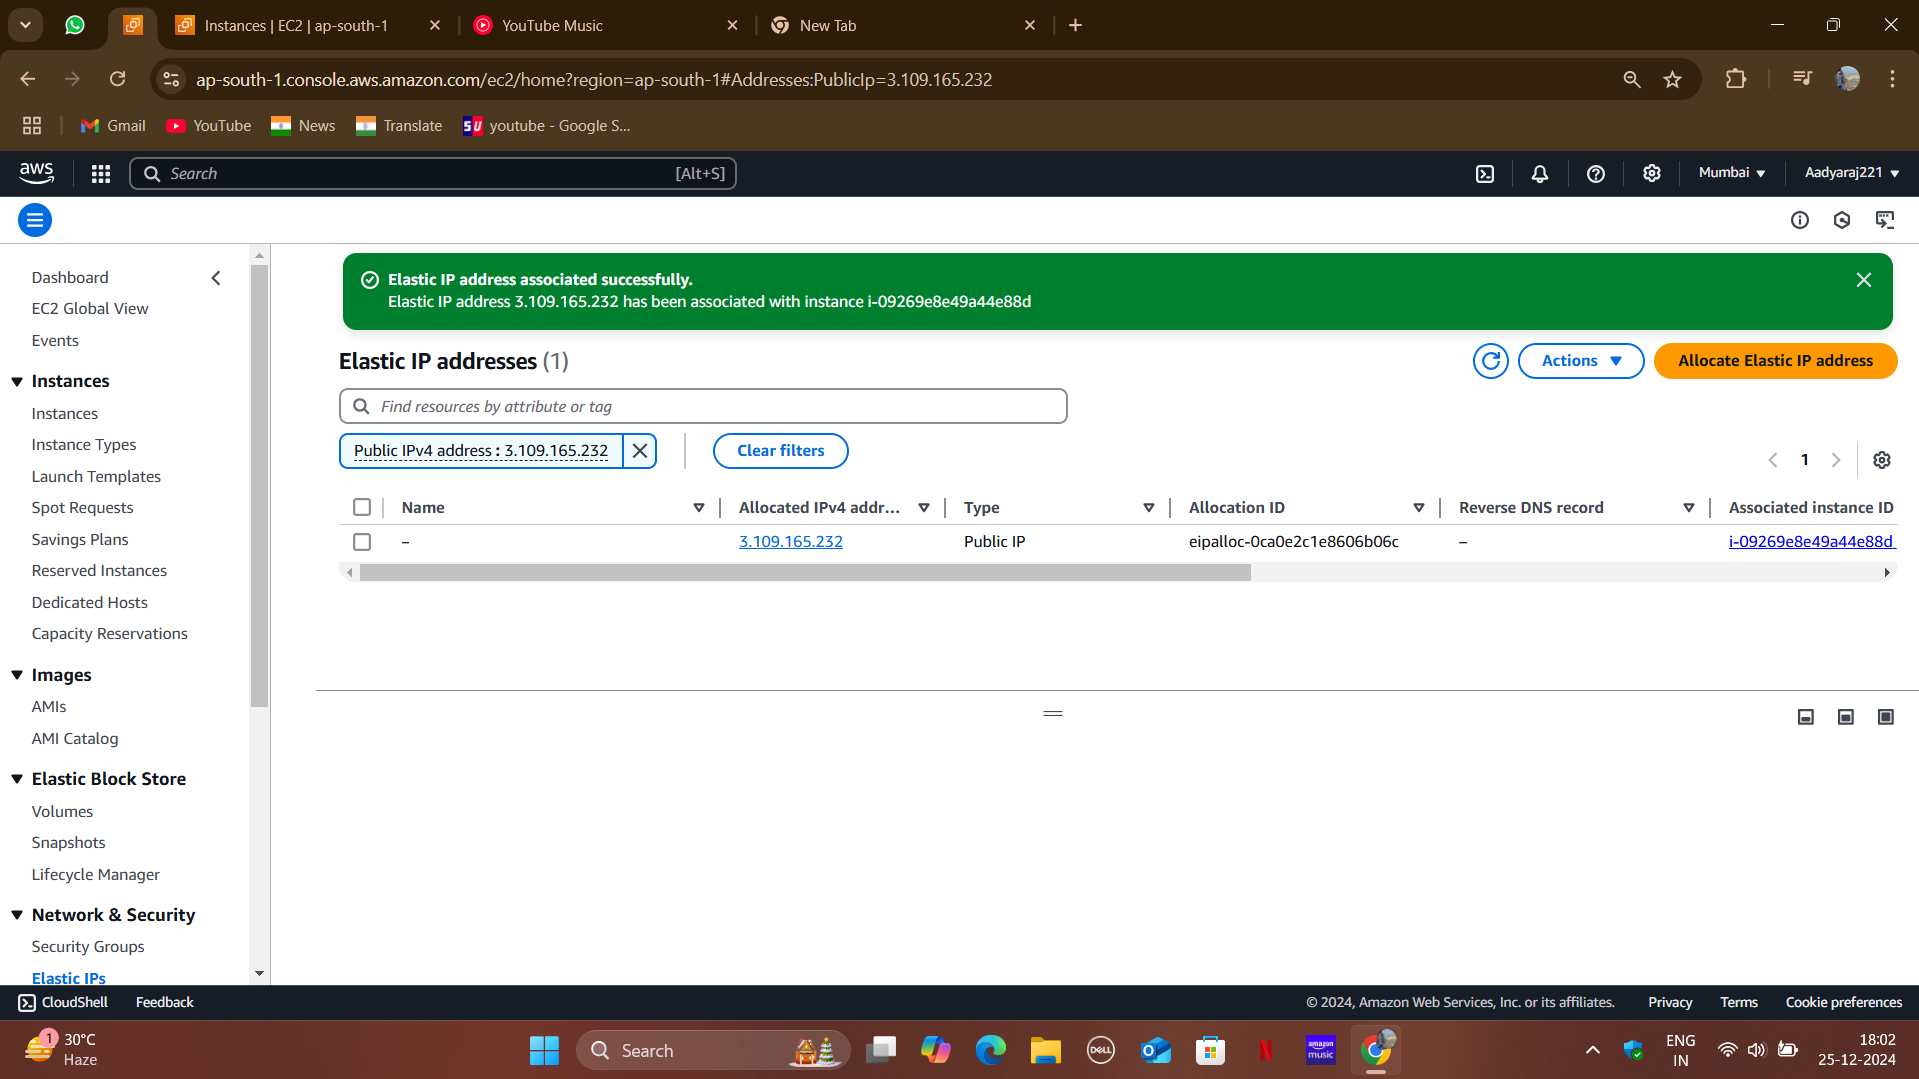 Instances | EC2 | ap-south-1
YouTube Music
New Tab
ap-south-1.console.aws.amazon.com/ec2/home?region=ap-south-1#Addresses:PublicIp=3.109.165.232
Gmail
YouTube
News
Translate
SU
youtube - Google S...
aws
Search
[Alt+S]
Mumbai
Aadyaraj221
Dashboard
EC2 Global View
Events
Instances
Instances
Instance Types
Launch Templates
Spot Requests
Savings Plans
Reserved Instances
Dedicated Hosts
Capacity Reservations
Images
AMIs
AMI Catalog
Elastic Block Store
Volumes
Snapshots
Lifecycle Manager
Network & Security
Security Groups
Elastic IPs
Elastic IP address associated successfully.
Elastic IP address 3.109.165.232 has been associated with instance i-09269e8e49a44e88d
Elastic IP addresses (1)
Actions
Allocate Elastic IP address
Find resources by attribute or tag
Public IPv4 address : 3.109.165.232
Clear filters
1
Name Allocated IPv4 addr... Type Allocation ID Reverse DNS record Associated instance ID
– 3.109.165.232 Public IP eipalloc-0ca0e2c1e8606b06c – i-09269e8e49a44e88d
CloudShell
Feedback
© 2024, Amazon Web Services, Inc. or its affiliates.
Privacy
Terms
Cookie preferences
1
30°C
Haze
Search
DELL
amazon
music
ENG
IN
18:02
25-12-2024